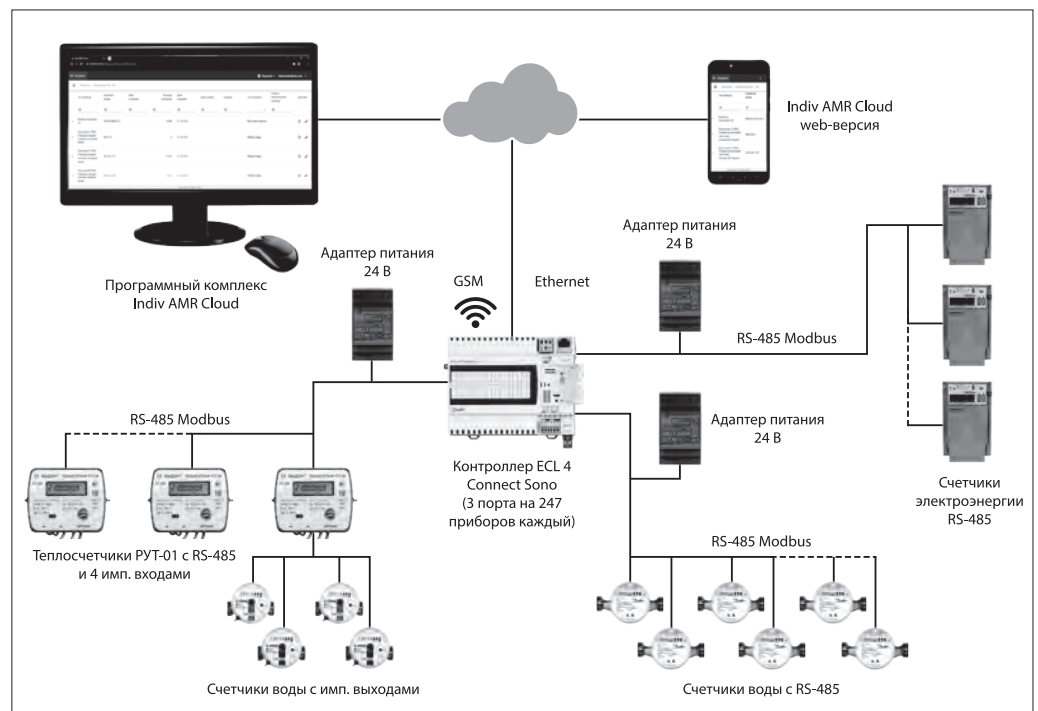 Indiv AMR Cloud
web-версия
Программный комплекс
Indiv AMR Cloud
Адаптер питания
24 В
GSM
Ethernet
Адаптер питания
24 В
RS-485 Modbus
RS-485 Modbus
Адаптер питания
24 В
Контроллер ECL 4
Connect Sono
(3 порта на 247
приборов каждый)
Счетчики
электроэнергии
RS-485
Теплосчетчики РУТ-01 с RS-485
и 4 имп. входами
RS-485 Modbus
Счетчики воды с имп. выходами
Счетчики воды с RS-485